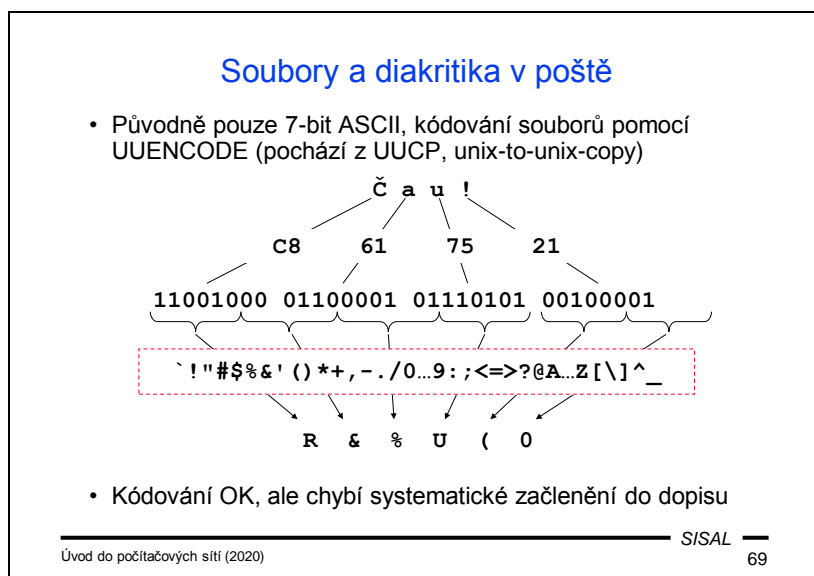 Soubory a diakritika v poště
• Původně pouze 7-bit ASCII, kódování souborů pomocí
UUENCODE (pochází z UUCP, unix-to-unix-copy)
Č a u !
C8 61 75 21
11001000 01100001 01110101 00100001
`!"#$%&'()*+,-./0…9:;<=>?@A…Z[\]^_
R & % U ( 0
• Kódování OK, ale chybí systematické začlenění do dopisu
SISAL
Úvod do počítačových sítí (2020) 69